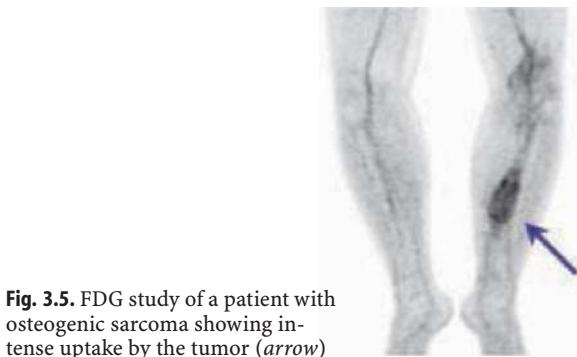 Fig. 3.5. FDG study of a patient with
osteogenic sarcoma showing in-
tense uptake by the tumor (arrow)